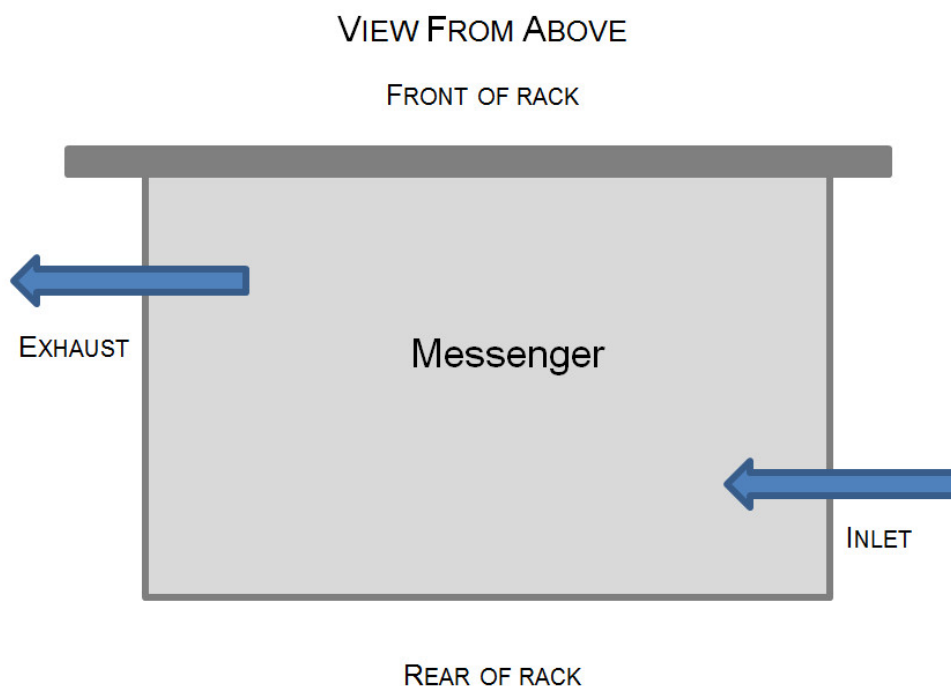 VIEW FROM ABOVE
FRONT OF RACK
EXHAUST
Messenger
INLET
REAR OF RACK